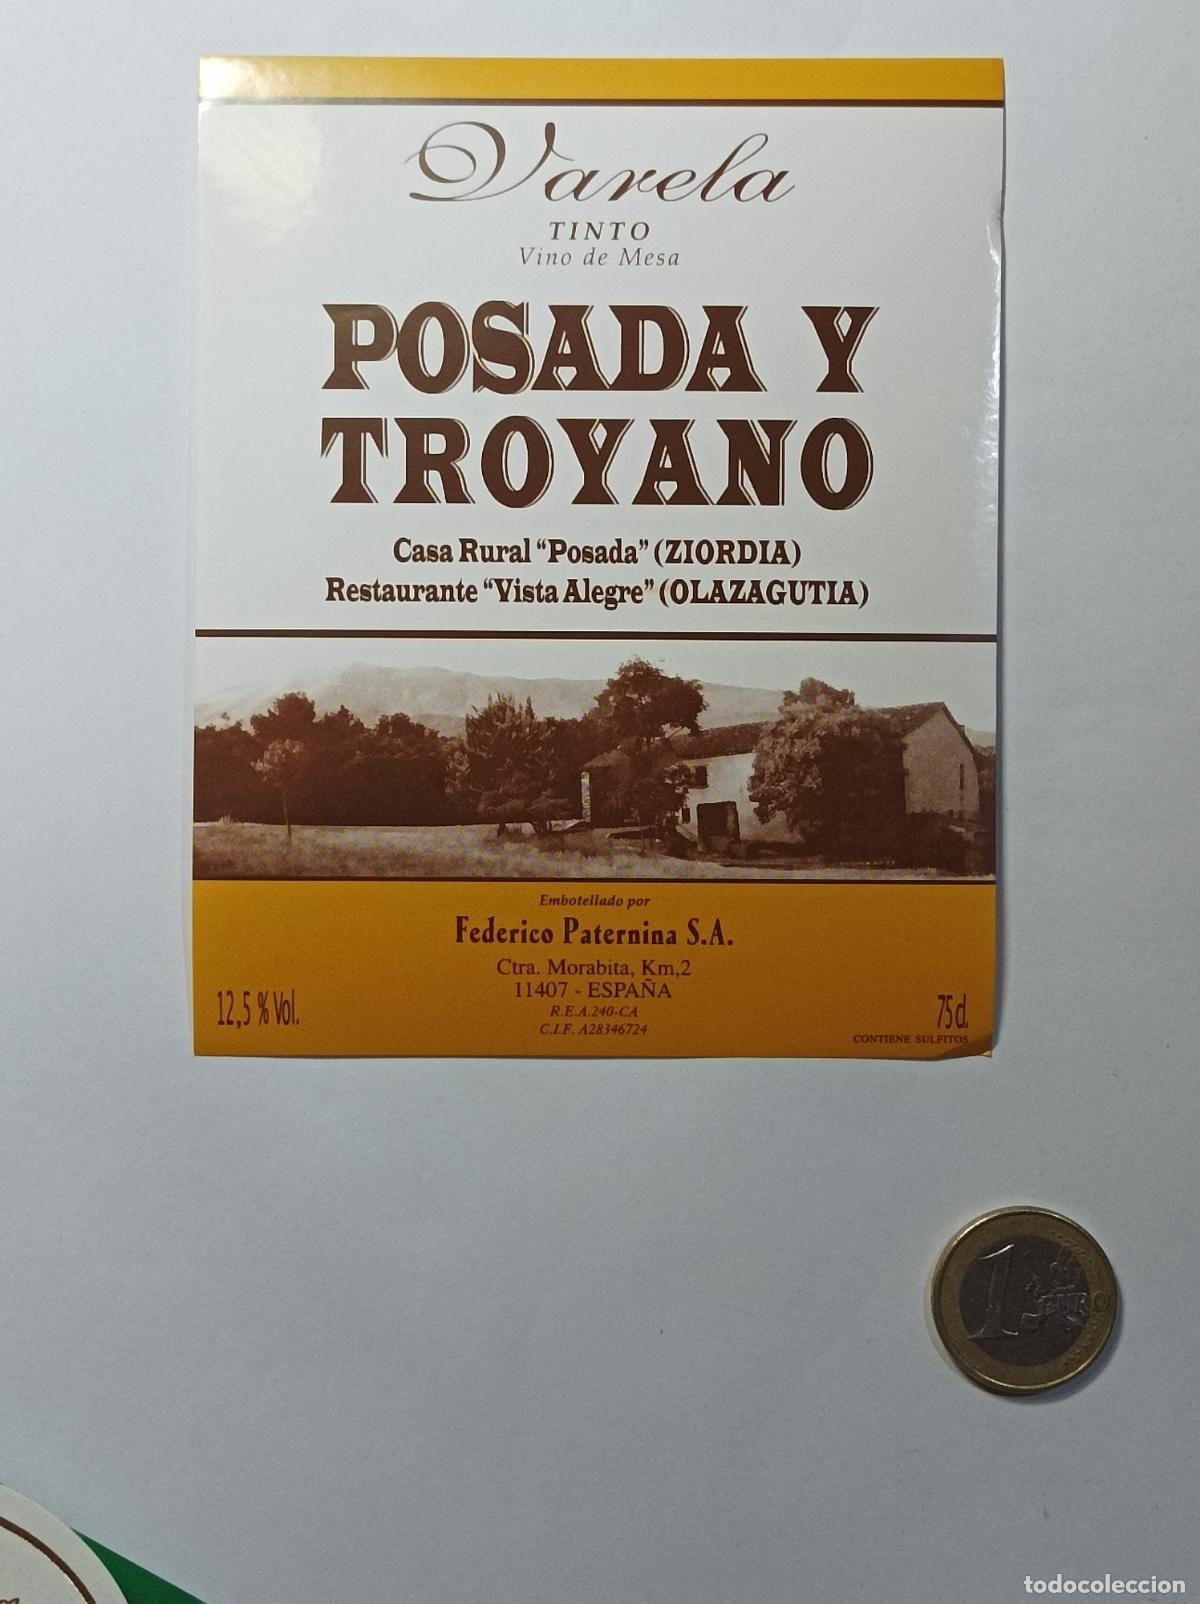 Varela
TINTO
Vino de Mesa
POSADA Y
TROYANO
Casa Rural “Posada” (ZIORDIA)
Restaurante “Vista Alegre” (OLAZAGUTIA)
Embotellado por
Federico Paternina S.A.
Ctra. Morabita, Km,2
11407 - ESPAÑA
R.E.A.240-CA
C.I.F. A28346724
12,5 % Vol.
75cl.
CONTIENE SULFITOS
1 EURO
todocoleccion